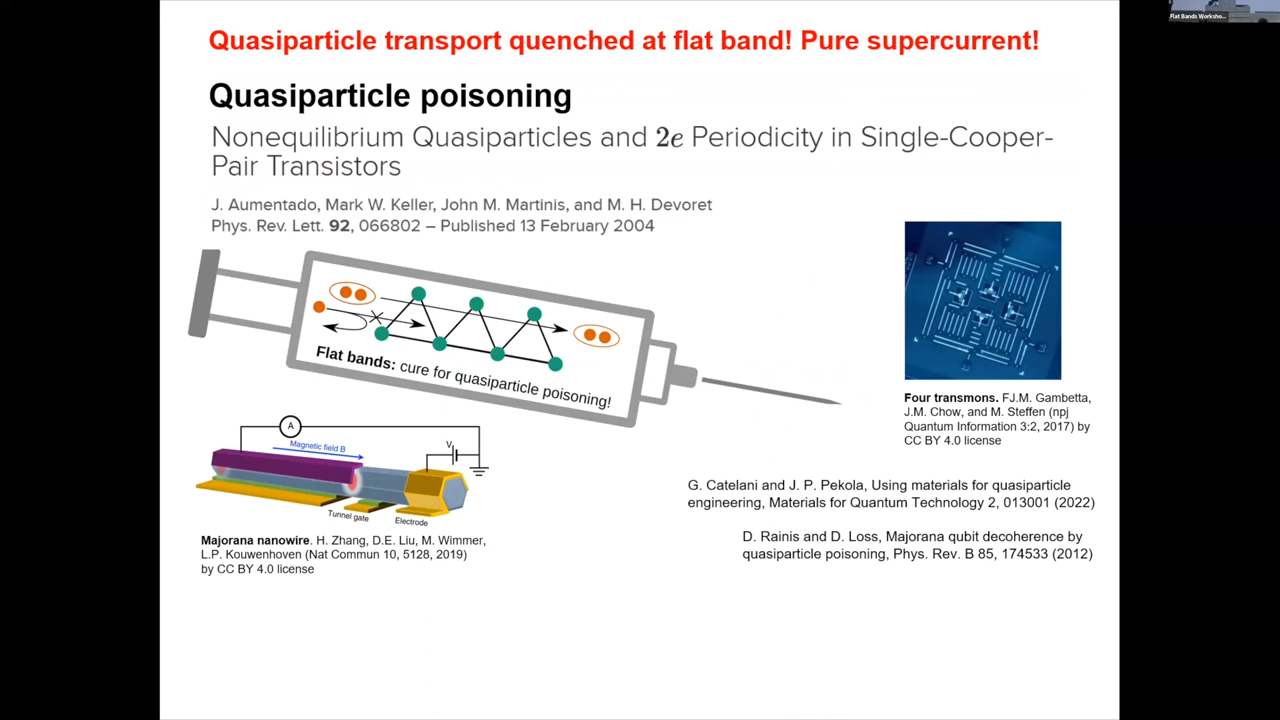 Flat Bands Worksho...
Quasiparticle transport quenched at flat band! Pure supercurrent!
Quasiparticle poisoning
Nonequilibrium Quasiparticles and 2e Periodicity in Single-Cooper-
Pair Transistors
J. Aumentado, Mark W. Keller, John M. Martinis, and M. H. Devoret
Phys. Rev. Lett. 92, 066802 – Published 13 February 2004
Flat bands: cure for quasiparticle poisoning!
Four transmons. FJ.M. Gambetta,
J.M. Chow, and M. Steffen (npj
Quantum Information 3:2, 2017) by
CC BY 4.0 license
A
Magnetic field B
V
Tunnel gate
Electrode
Majorana nanowire. H. Zhang, D.E. Liu, M. Wimmer,
L.P. Kouwenhoven (Nat Commun 10, 5128, 2019)
by CC BY 4.0 license
G. Catelani and J. P. Pekola, Using materials for quasiparticle
engineering, Materials for Quantum Technology 2, 013001 (2022)
D. Rainis and D. Loss, Majorana qubit decoherence by
quasiparticle poisoning, Phys. Rev. B 85, 174533 (2012)